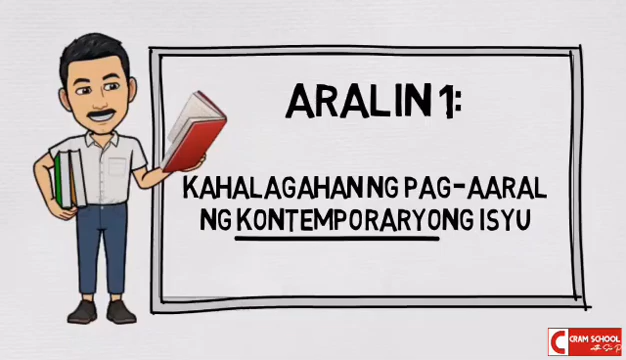 ARALIN 1:
KAHALAGAHAN NG PAG-AARAL
NG KONTEMPORARYONG ISYU
CRAM SCHOOL